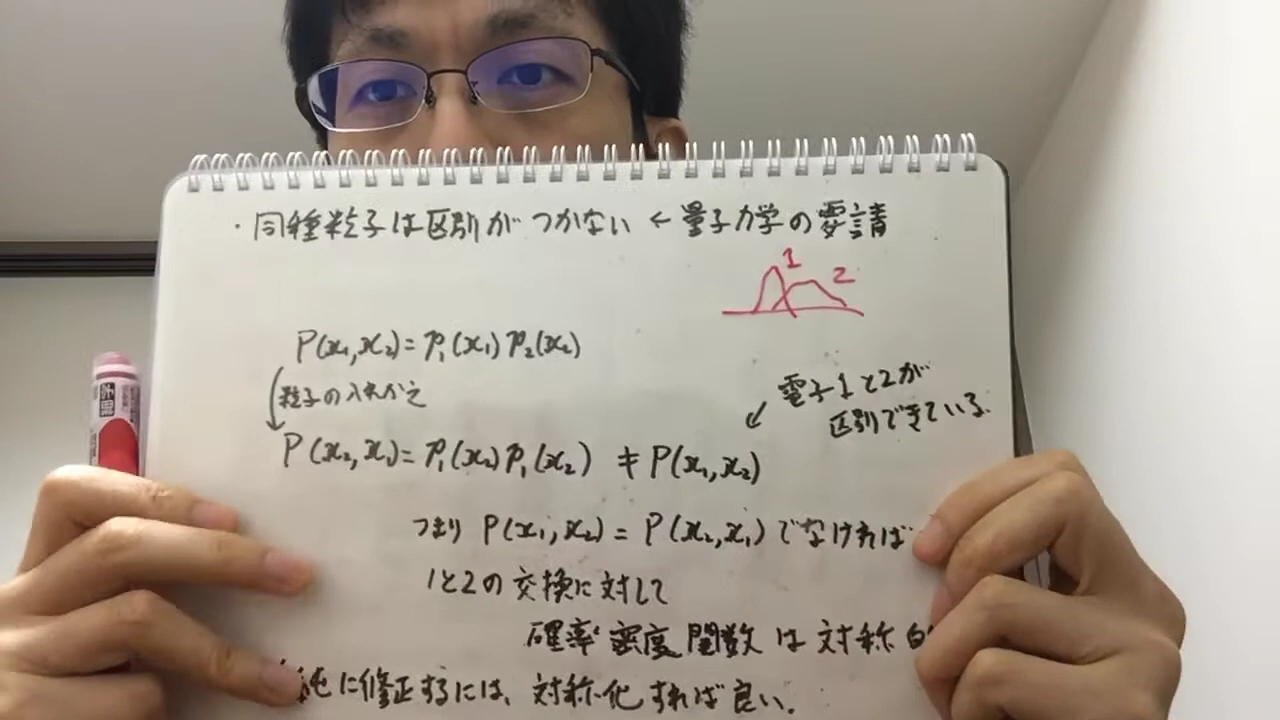 ・同種粒子は区別がつかない ← 量子力学の要請
1 2
P(x₁,x₂)=P₁(x₁)P₂(x₂)
粒子の入れかえ
電子1と2が
区別できている.
P(x₂,x₁)=P₁(x₂)P₁(x₂) ≠ P(x₁,x₂)
つまり P(x₁,x₂) = P(x₂,x₁) でなければ
1と2の交換に対して
確率密度関数は対称
純に修正するには、対称化すれば良い.